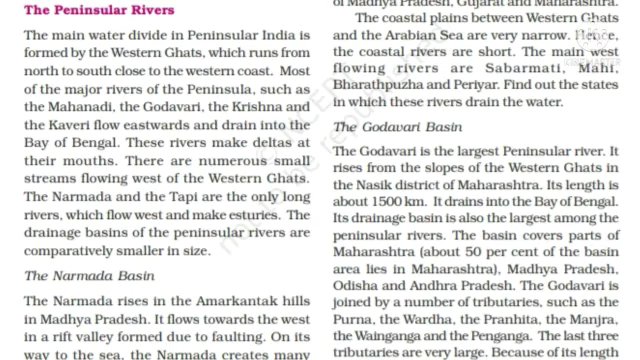 The Peninsular Rivers
The main water divide in Peninsular India is
formed by the Western Ghats, which runs from
north to south close to the western coast. Most
of the major rivers of the Peninsula, such as
the Mahanadi, the Godavari, the Krishna and
the Kaveri flow eastwards and drain into the
Bay of Bengal. These rivers make deltas at
their mouths. There are numerous small
streams flowing west of the Western Ghats.
The Narmada and the Tapi are the only long
rivers, which flow west and make esturies. The
drainage basins of the peninsular rivers are
comparatively smaller in size.
The Narmada Basin
The Narmada rises in the Amarkantak hills
in Madhya Pradesh. It flows towards the west
in a rift valley formed due to faulting. On its
way to the sea, the Narmada creates many
of Madhya Pradesh, Gujarat and Maharashtra.
The coastal plains between Western Ghats
and the Arabian Sea are very narrow. Hence,
the coastal rivers are short. The main west
flowing rivers are Sabarmati, Mahi,
Bharathpuzha and Periyar. Find out the states
in which these rivers drain the water.
The Godavari Basin
The Godavari is the largest Peninsular river. It
rises from the slopes of the Western Ghats in
the Nasik district of Maharashtra. Its length is
about 1500 km. It drains into the Bay of Bengal.
Its drainage basin is also the largest among the
peninsular rivers. The basin covers parts of
Maharashtra (about 50 per cent of the basin
area lies in Maharashtra), Madhya Pradesh,
Odisha and Andhra Pradesh. The Godavari is
joined by a number of tributaries, such as the
Purna, the Wardha, the Pranhita, the Manjra,
the Wainganga and the Penganga. The last three
tributaries are very large. Because of its length
not to be republished